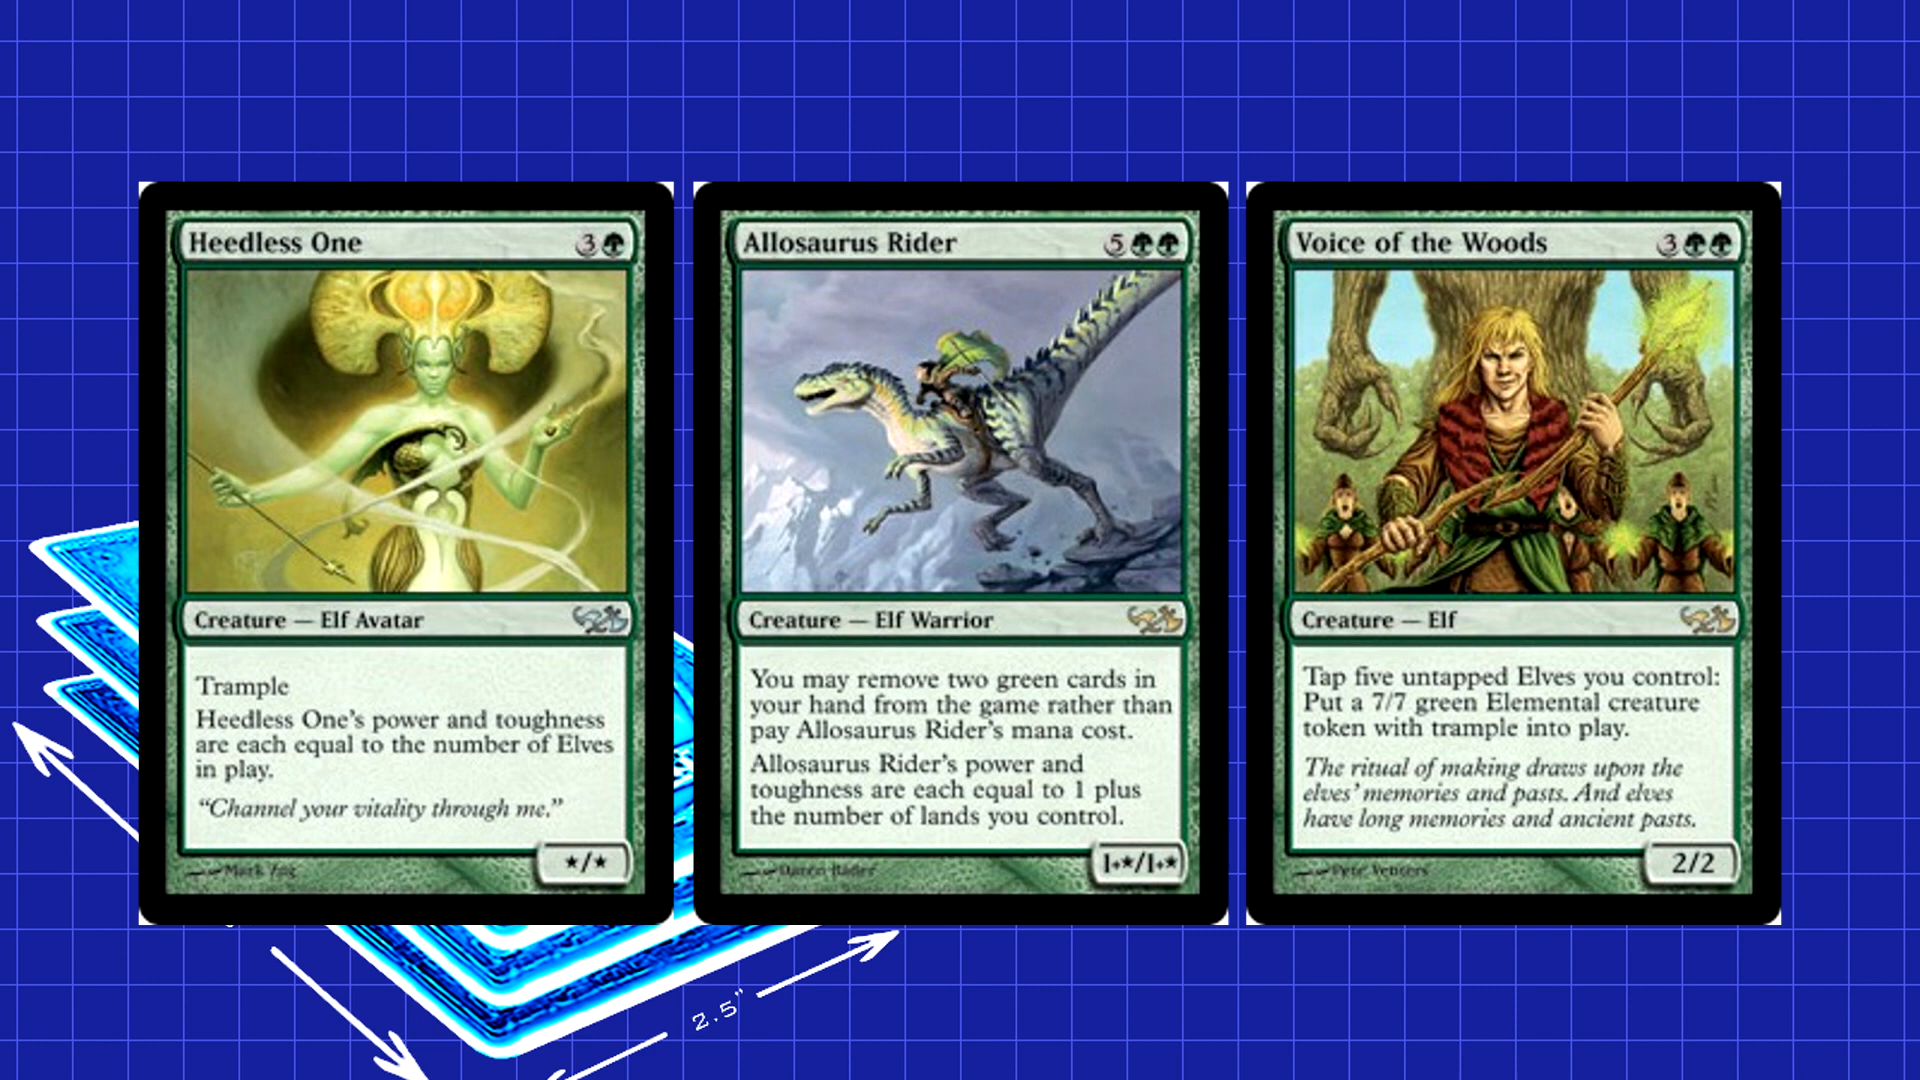 Heedless One 3
Creature — Elf Avatar
Trample
Heedless One's power and toughness
are each equal to the number of Elves
in play.
"Channel your vitality through me."
★/★
Allosaurus Rider 5
Creature — Elf Warrior
You may remove two green cards in
your hand from the game rather than
pay Allosaurus Rider's mana cost.
Allosaurus Rider's power and
toughness are each equal to 1 plus
the number of lands you control.
1+★/1+★
Voice of the Woods 3
Creature — Elf
Tap five untapped Elves you control:
Put a 7/7 green Elemental creature
token with trample into play.
The ritual of making draws upon the
elves' memories and pasts. And elves
have long memories and ancient pasts.
Pete Venters
2/2
2.5"